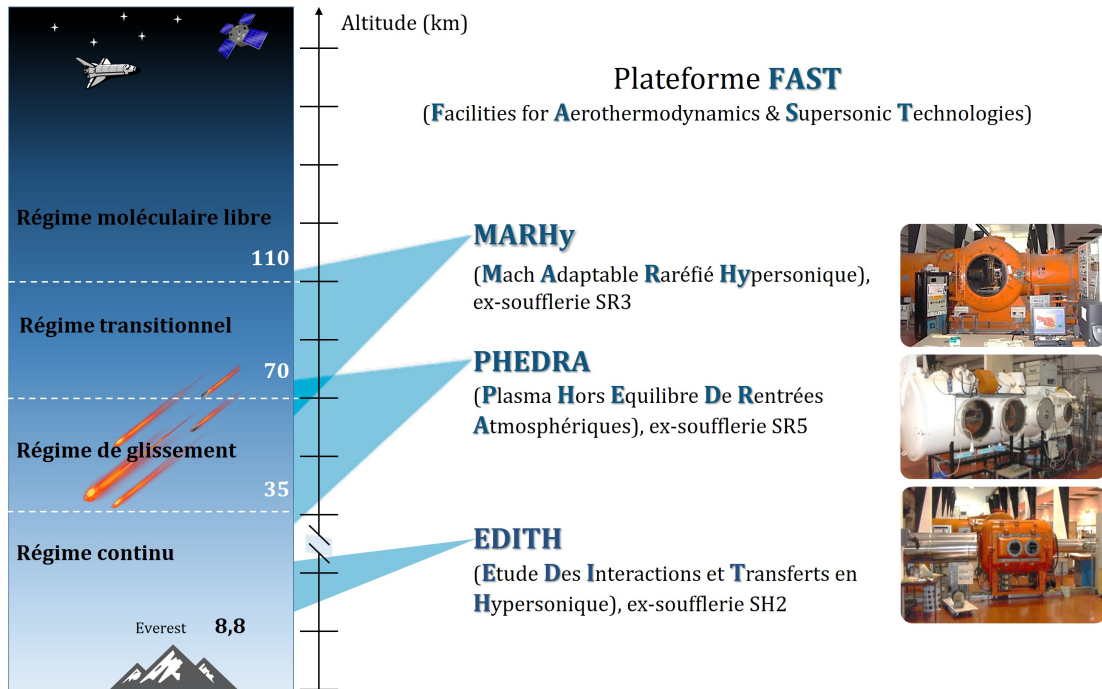 Altitude (km)
Plateforme FAST
(Facilities for Aerothermodynamics & Supersonic Technologies)
Régime moléculaire libre
110
MARHy
(Mach Adaptable Raréfié Hypersonique),
ex-soufflerie SR3
Régime transitionnel
70
PHEDRA
(Plasma Hors Equilibre De Rentrées
Atmosphériques), ex-soufflerie SR5
Régime de glissement
35
EDITH
(Etude Des Interactions et Transferts en
Hypersonique), ex-soufflerie SH2
Régime continu
Everest 8,8